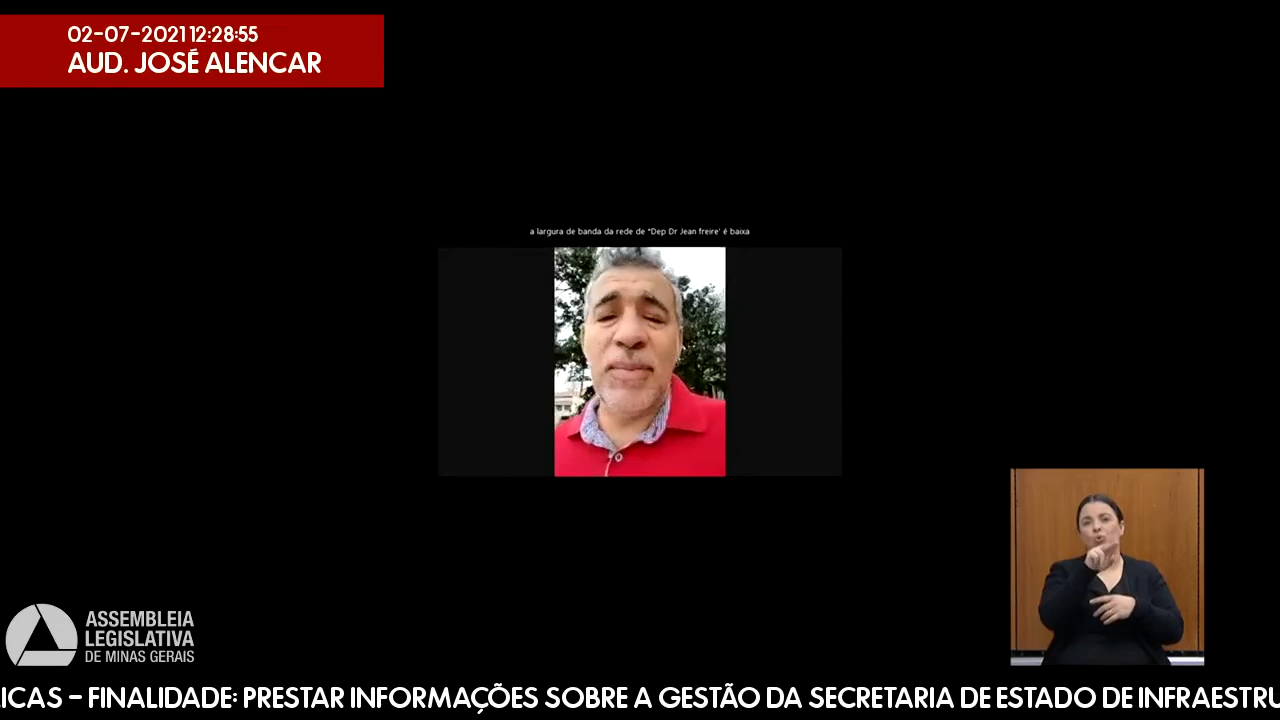 02-07-2021 12:28:55
AUD. JOSÉ ALENCAR
a largura de banda da rede de "Dep Dr Jean freire' é baixa
ASSEMBLEIA
LEGISLATIVA
DE MINAS GERAIS
ICAS - FINALIDADE: PRESTAR INFORMAÇÕES SOBRE A GESTÃO DA SECRETARIA DE ESTADO DE INFRAESTRU